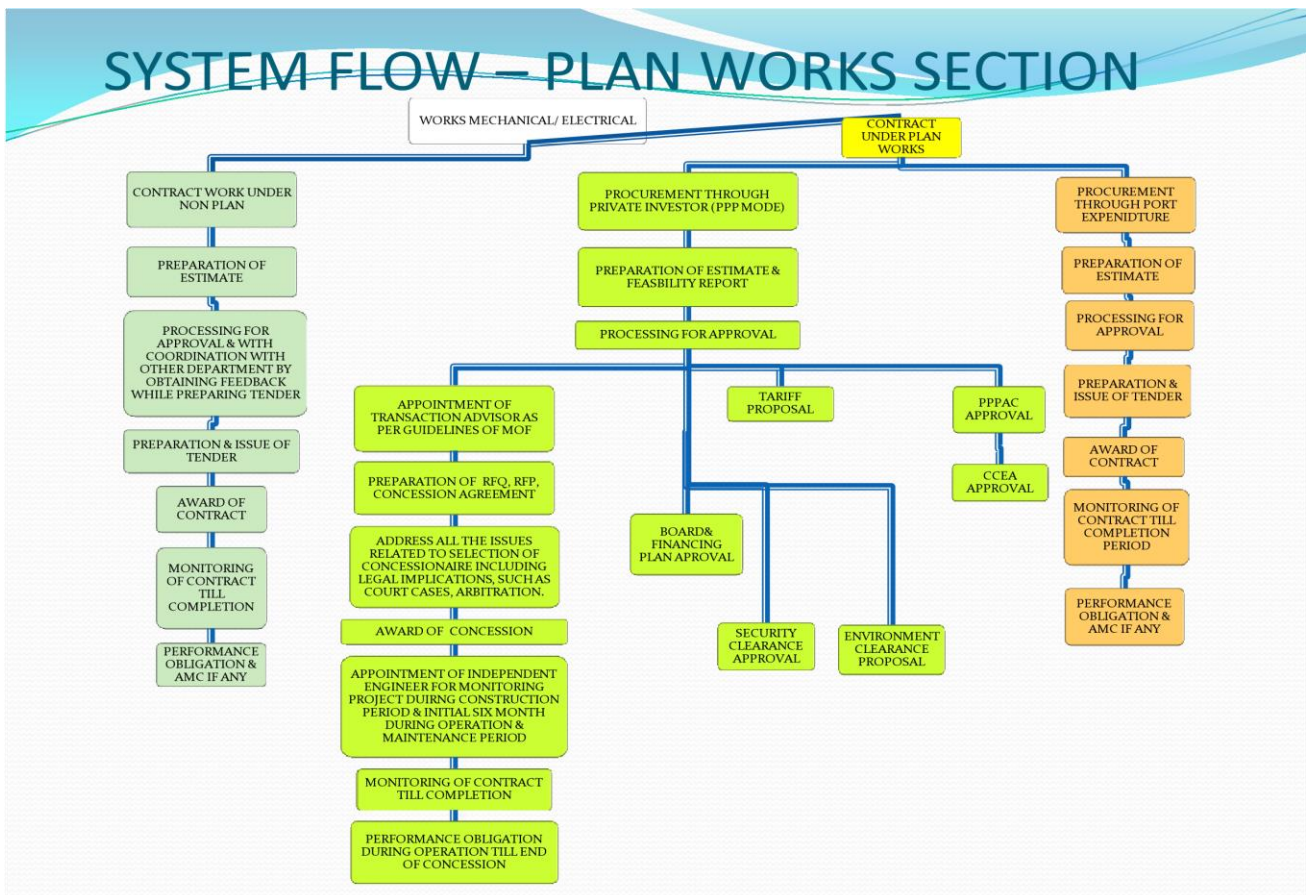 SYSTEM FLOW – PLAN WORKS SECTION
WORKS MECHANICAL/ ELECTRICAL
CONTRACT
UNDER PLAN
WORKS
CONTRACT WORK UNDER
NON PLAN
PREPARATION OF
ESTIMATE
PROCESSING FOR
APPROVAL & WITH
COORDINATION WITH
OTHER DEPARTMENT BY
OBTAINING FEEDBACK
WHILE PREPARING TENDER
PREPARATION & ISSUE OF
TENDER
AWARD OF
CONTRACT
MONITORING
OF CONTRACT
TILL
COMPLETION
PERFORMANCE
OBLIGATION &
AMC IF ANY
PROCUREMENT THROUGH
PRIVATE INVESTOR (PPP MODE)
PREPARATION OF ESTIMATE &
FEASBILITY REPORT
PROCESSING FOR APPROVAL
APPOINTMENT OF
TRANSACTION ADVISOR AS
PER GUIDELINES OF MOF
PREPARATION OF RFQ, RFP,
CONCESSION AGREEMENT
ADDRESS ALL THE ISSUES
RELATED TO SELECTION OF
CONCESSIONAIRE INCLUDING
LEGAL IMPLICATIONS, SUCH AS
COURT CASES, ARBITRATION.
AWARD OF CONCESSION
APPOINTMENT OF INDEPENDENT
ENGINEER FOR MONITORING
PROJECT DUIRNG CONSTRUCTION
PERIOD & INITIAL SIX MONTH
DURING OPERATION &
MAINTENANCE PERIOD
MONITORING OF CONTRACT
TILL COMPLETION
PERFORMANCE OBLIGATION
DURING OPERATION TILL END
OF CONCESSION
BOARD&
FINANCING
PLAN APROVAL
TARIFF
PROPOSAL
SECURITY
CLEARANCE
APPROVAL
ENVIRONMENT
CLEARANCE
PROPOSAL
PPPAC
APPROVAL
CCEA
APPROVAL
PROCUREMENT
THROUGH PORT
EXPENIDTURE
PREPARATION OF
ESTIMATE
PROCESSING FOR
APPROVAL
PREPARATION &
ISSUE OF TENDER
AWARD OF
CONTRACT
MONITORING OF
CONTRACT TILL
COMPLETION
PERIOD
PERFORMANCE
OBLIGATION &
AMC IF ANY